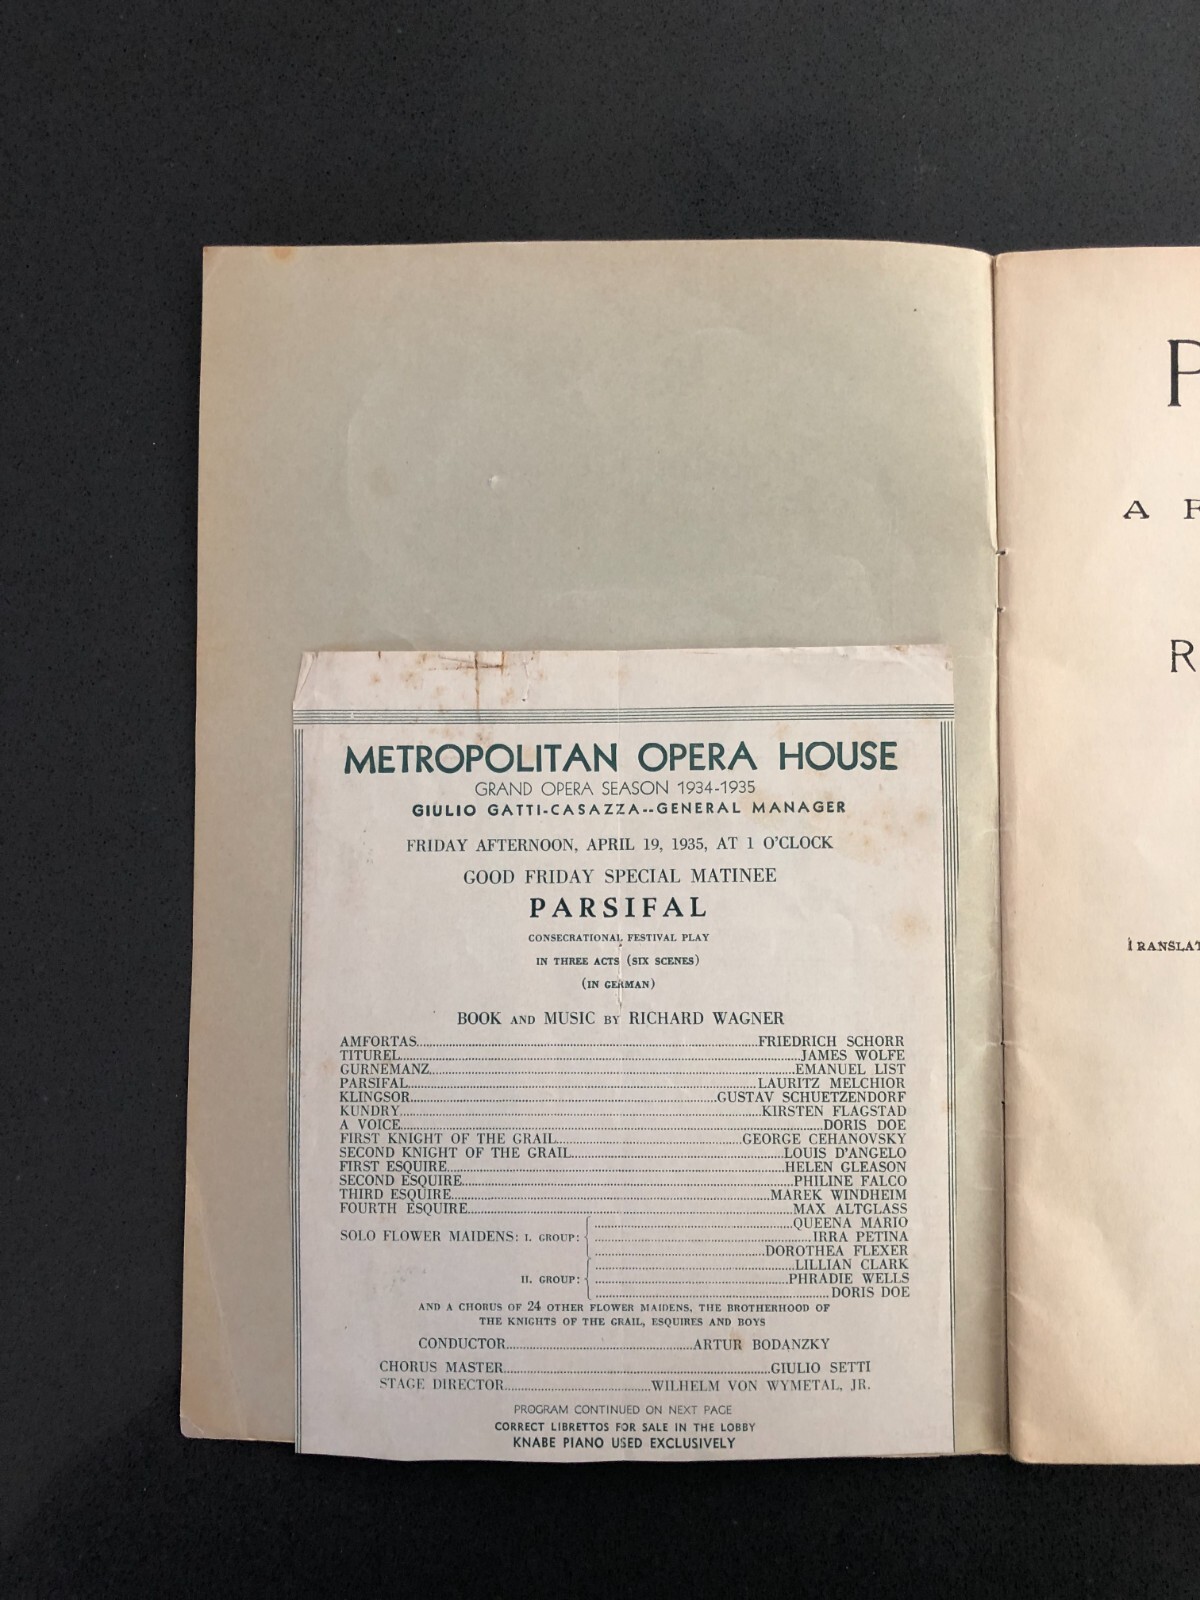 METROPOLITAN OPERA HOUSE
GRAND OPERA SEASON 1934-1935
GIULIO GATTI-CASAZZA--GENERAL MANAGER
FRIDAY AFTERNOON, APRIL 19, 1935, AT 1 O'CLOCK
GOOD FRIDAY SPECIAL MATINEE
PARSIFAL
CONSECRATIONAL FESTIVAL PLAY
IN THREE ACTS (SIX SCENES)
(IN GERMAN)
BOOK AND MUSIC BY RICHARD WAGNER
AMFORTAS FRIEDRICH SCHORR
TITUREL JAMES WOLFE
GURNEMANZ EMANUEL LIST
PARSIFAL LAURITZ MELCHIOR
KLINGSOR GUSTAV SCHUETZENDORF
KUNDRY KIRSTEN FLAGSTAD
A VOICE DORIS DOE
FIRST KNIGHT OF THE GRAIL GEORGE CEHANOVSKY
SECOND KNIGHT OF THE GRAIL LOUIS D'ANGELO
FIRST ESQUIRE HELEN GLEASON
SECOND ESQUIRE PHILINE FALCO
THIRD ESQUIRE MAREK WINDHEIM
FOURTH ESQUIRE MAX ALTGLASS
QUEENA MARIO
SOLO FLOWER MAIDENS: I. GROUP: IRRA PETINA
DOROTHEA FLEXER
LILLIAN CLARK
II. GROUP: PHRADIE WELLS
DORIS DOE
AND A CHORUS OF 24 OTHER FLOWER MAIDENS, THE BROTHERHOOD OF
THE KNIGHTS OF THE GRAIL, ESQUIRES AND BOYS
CONDUCTOR ARTUR BODANZKY
CHORUS MASTER GIULIO SETTI
STAGE DIRECTOR WILHELM VON WYMETAL, JR.
PROGRAM CONTINUED ON NEXT PAGE
CORRECT LIBRETTOS FOR SALE IN THE LOBBY
KNABE PIANO USED EXCLUSIVELY
P
A F
R
TRANSLAT